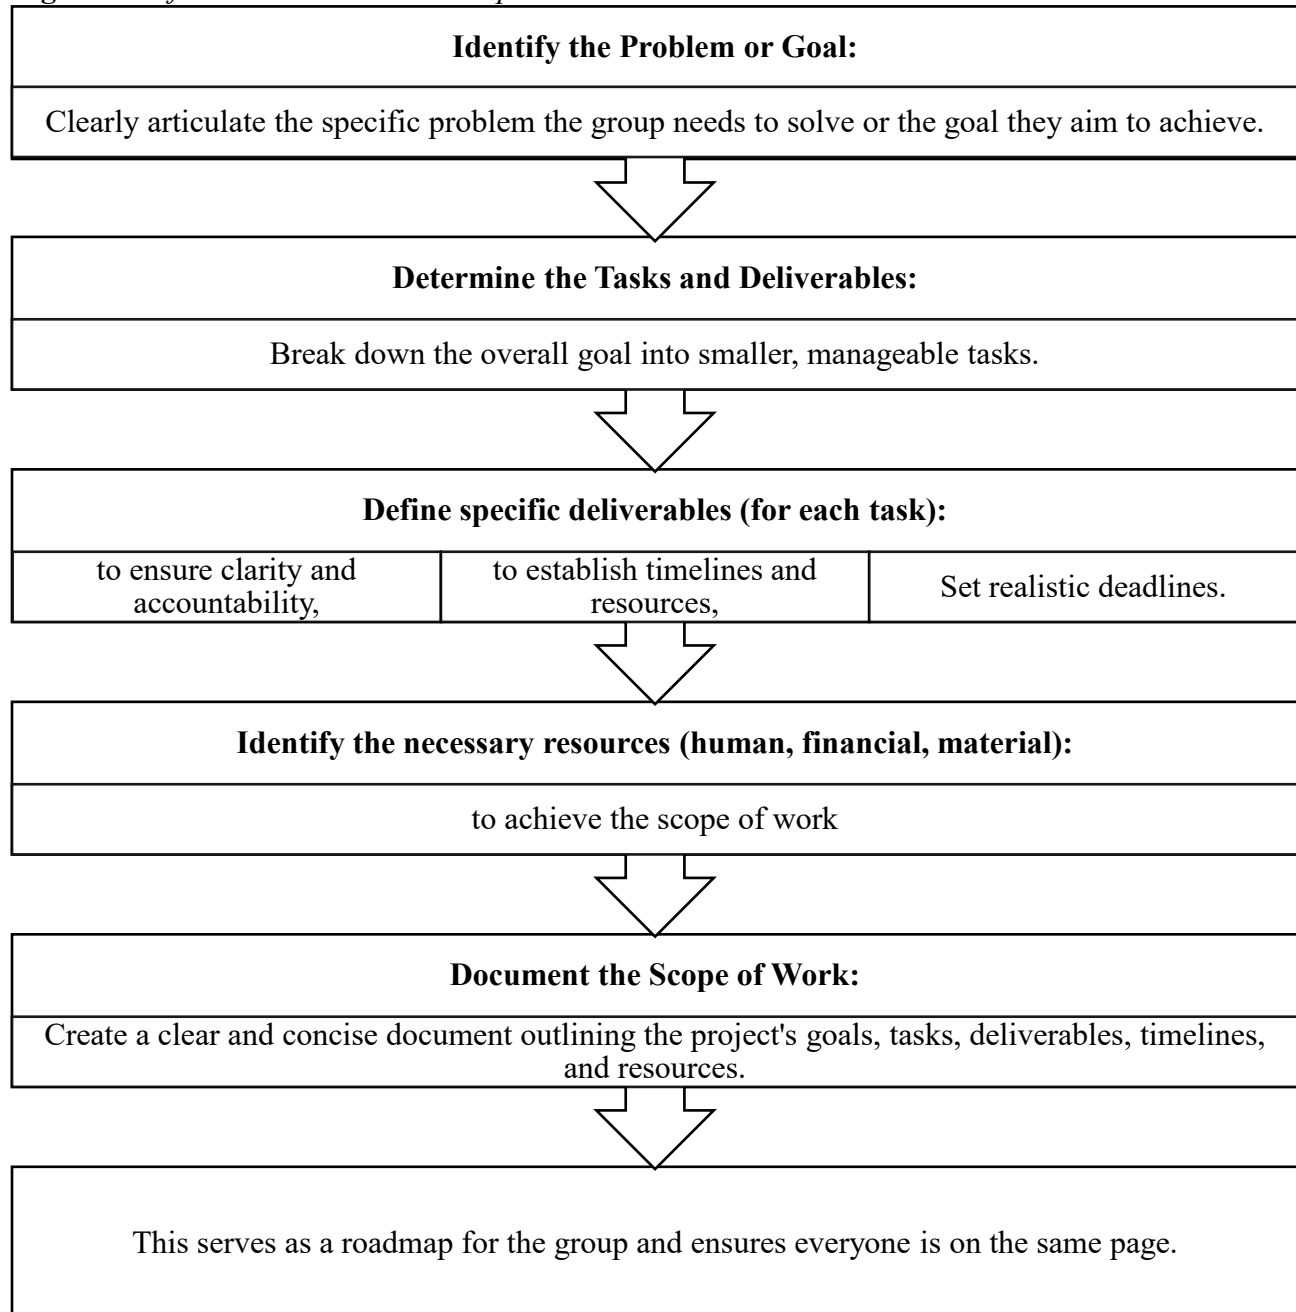 Identify the Problem or Goal:
Clearly articulate the specific problem the group needs to solve or the goal they aim to achieve.
Determine the Tasks and Deliverables:
Break down the overall goal into smaller, manageable tasks.
Define specific deliverables (for each task):
to ensure clarity and
accountability,
to establish timelines and
resources,
Set realistic deadlines.
Identify the necessary resources (human, financial, material):
to achieve the scope of work
Document the Scope of Work:
Create a clear and concise document outlining the project's goals, tasks, deliverables, timelines,
and resources.
This serves as a roadmap for the group and ensures everyone is on the same page.